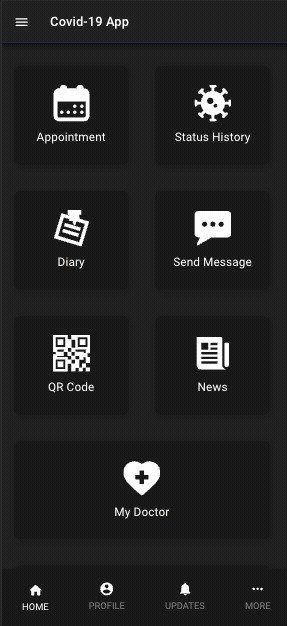 Covid-19 App
Appointment
Status History
Diary
Send Message
QR Code
News
My Doctor
HOME
PROFILE
UPDATES
MORE